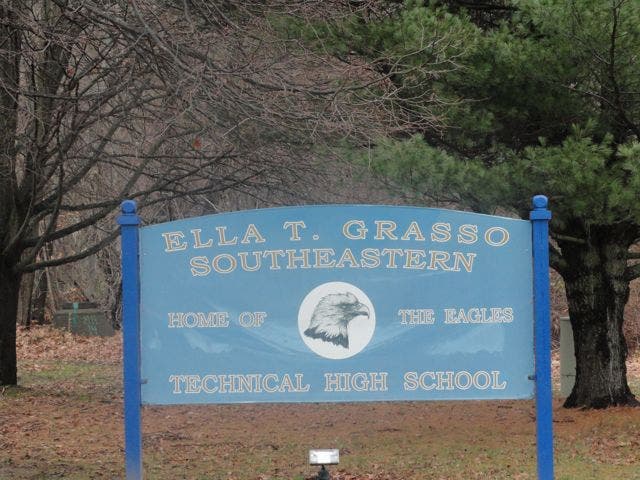 ELLA T. GRASSO
SOUTHEASTERN
HOME OF THE EAGLES
TECHNICAL HIGH SCHOOL